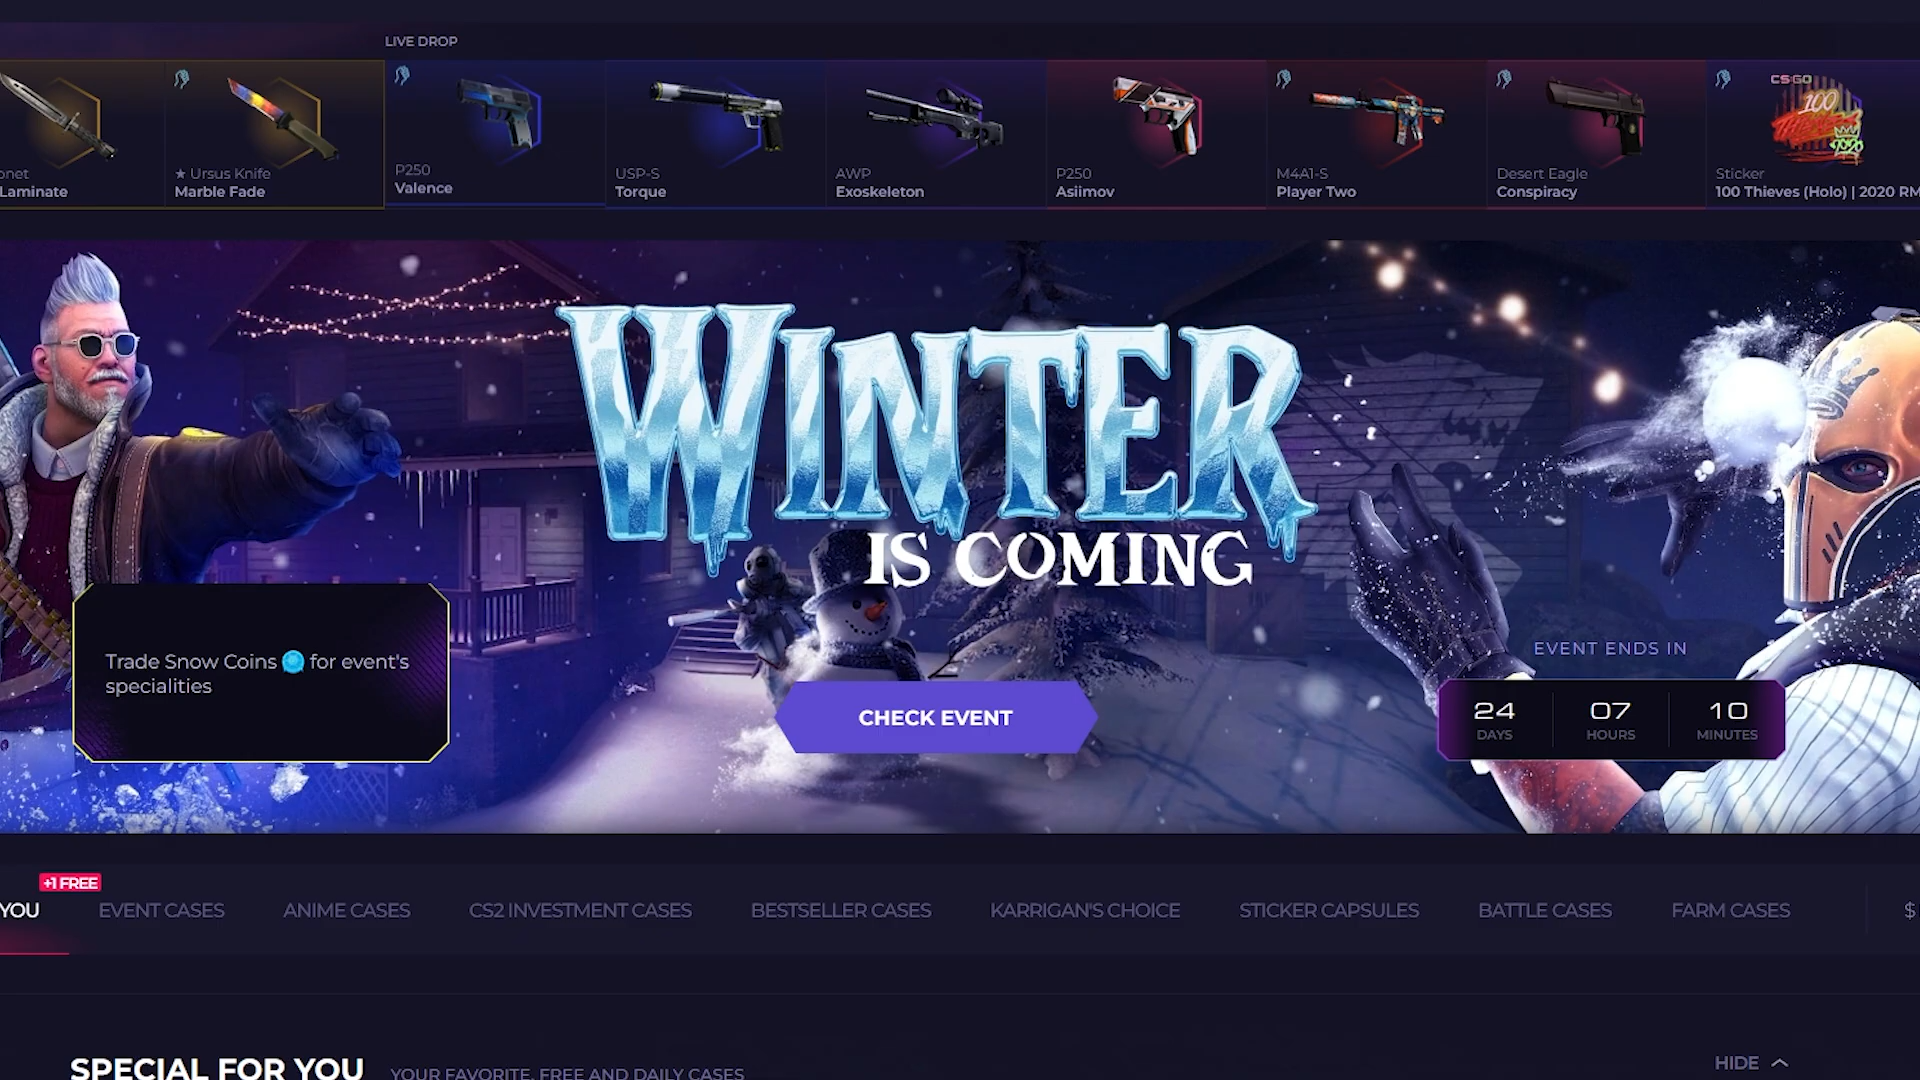 LIVE DROP
onet
Laminate
★ Ursus Knife
Marble Fade
P250
Valence
USP-S
Torque
AWP
Exoskeleton
P250
Asiimov
M4A1-S
Player Two
Desert Eagle
Conspiracy
CS:GO
100
2020
Sticker
100 Thieves (Holo) | 2020 RM
WINTER
IS COMING
Trade Snow Coins for event's
specialities
CHECK EVENT
EVENT ENDS IN
24 07 10
DAYS HOURS MINUTES
+1 FREE
YOU EVENT CASES ANIME CASES CS2 INVESTMENT CASES BESTSELLER CASES KARRIGAN'S CHOICE STICKER CAPSULES BATTLE CASES FARM CASES $
SPECIAL FOR YOU YOUR FAVORITE, FREE AND DAILY CASES HIDE